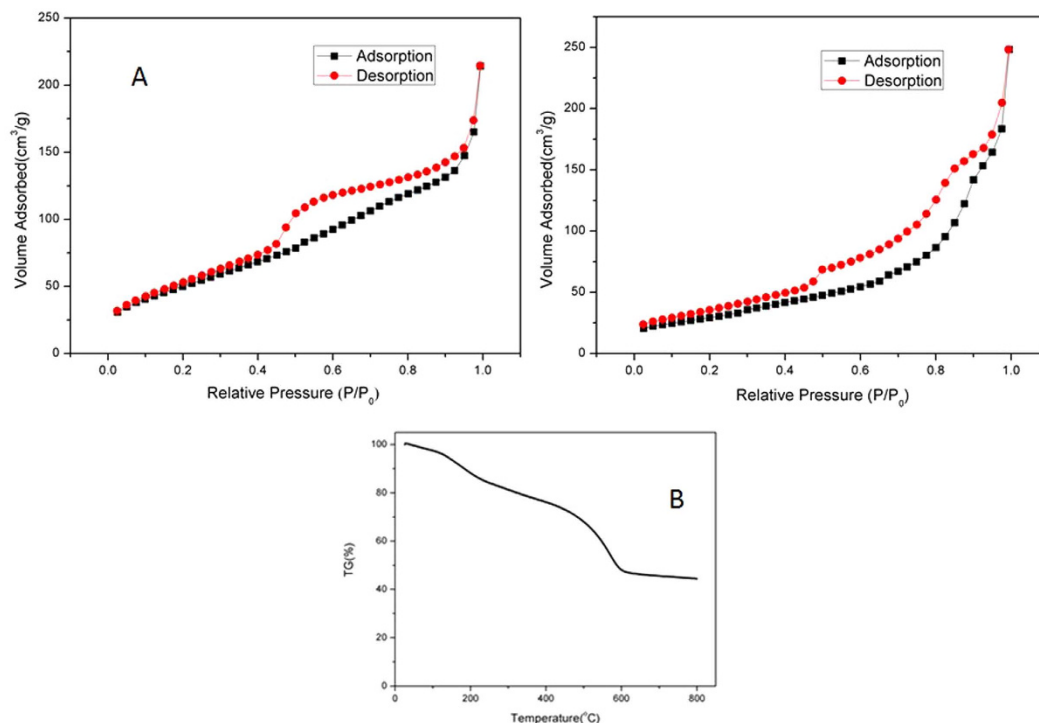 A
Adsorption
Desorption
Volume Adsorbed(cm³/g)
250
200
150
100
50
0
0.0 0.2 0.4 0.6 0.8 1.0
Relative Pressure (P/P₀)
Adsorption
Desorption
Volume Adsorbed(cm³/g)
250
200
150
100
50
0
0.0 0.2 0.4 0.6 0.8 1.0
Relative Pressure (P/P₀)
B
TG(%)
100
80
60
40
20
0
0 200 400 600 800
Temperature(°C)